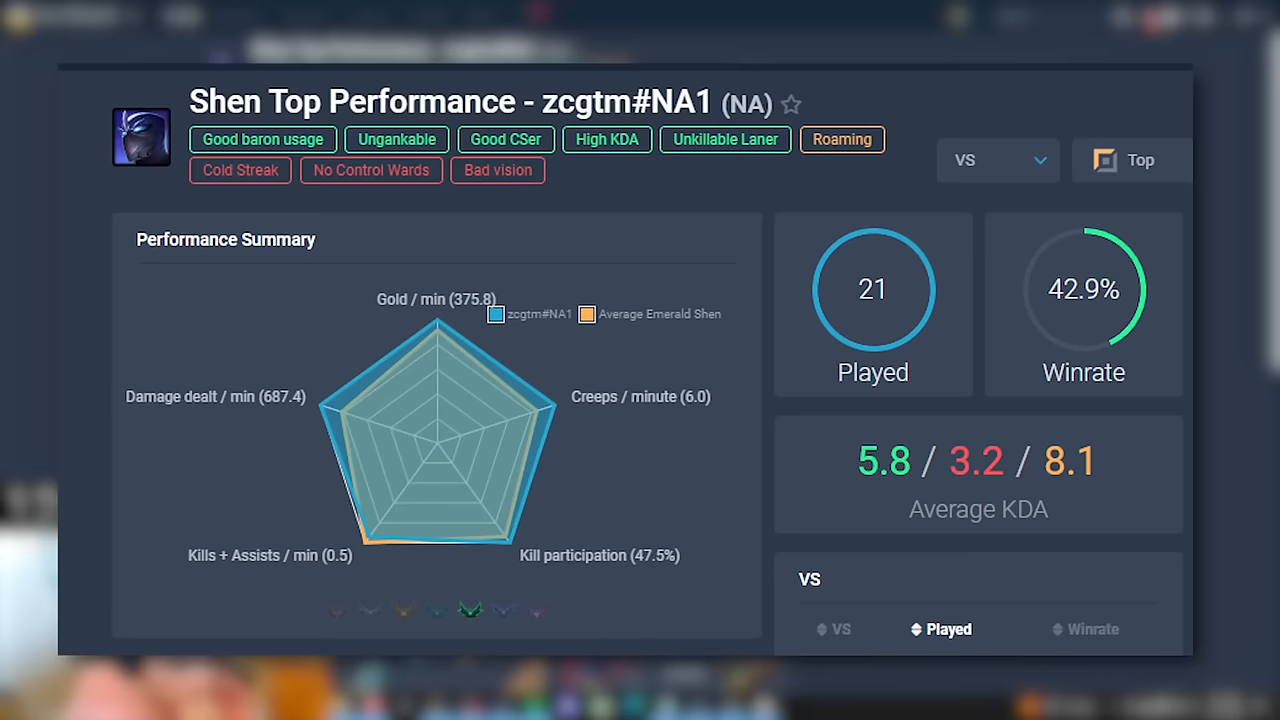 Shen Top Performance - zcgtm#NA1 (NA)
Good baron usage Ungankable Good CSer High KDA Unkillable Laner Roaming
Cold Streak No Control Wards Bad vision
VS Top
Performance Summary
Gold / min (375.8)
zcgtm#NA1 Average Emerald Shen
Damage dealt / min (687.4)
Creeps / minute (6.0)
Kills + Assists / min (0.5)
Kill participation (47.5%)
21
Played
42.9%
Winrate
5.8 / 3.2 / 8.1
Average KDA
VS
VS Played Winrate